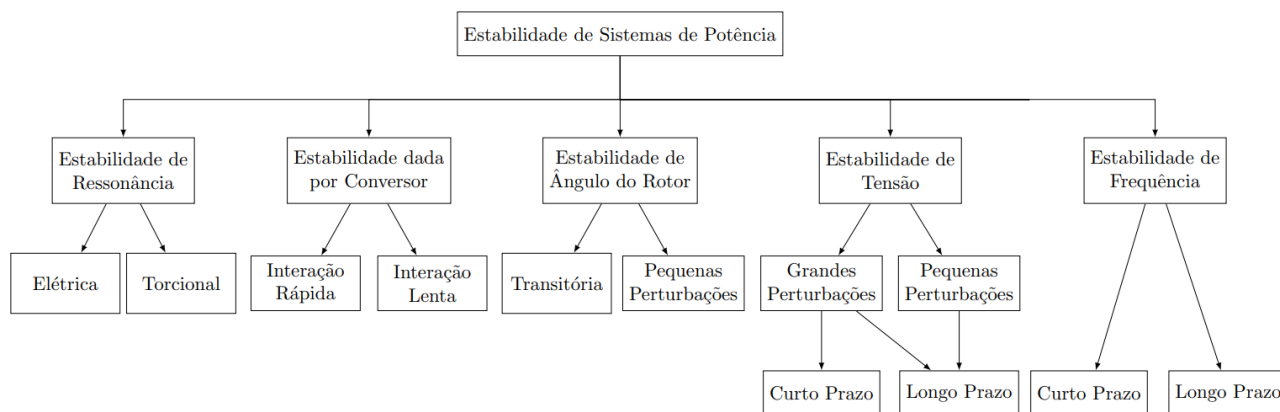 Estabilidade de Sistemas de Potência
Estabilidade de
Ressonância
Estabilidade dada
por Conversor
Estabilidade de
Ângulo do Rotor
Estabilidade de
Tensão
Estabilidade de
Frequência
Elétrica
Torcional
Interação
Rápida
Interação
Lenta
Transitória
Pequenas
Perturbações
Grandes
Perturbações
Pequenas
Perturbações
Curto Prazo
Longo Prazo
Curto Prazo
Longo Prazo